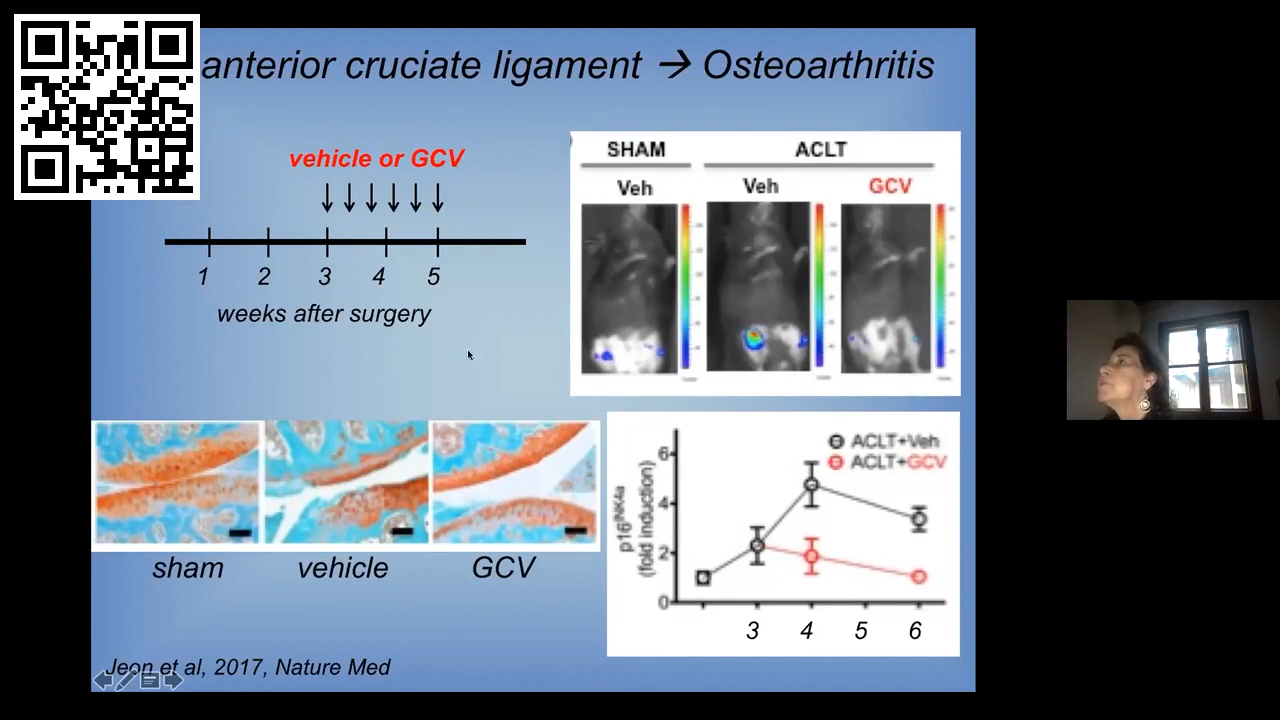 anterior cruciate ligament → Osteoarthritis
vehicle or GCV
1 2 3 4 5
weeks after surgery
SHAM ACLT
Veh Veh GCV
sham vehicle GCV
ACLT+Veh
ACLT+GCV
p16INK4a
(fold induction)
6
4
2
0
3 4 5 6
Jeon et al, 2017, Nature Med